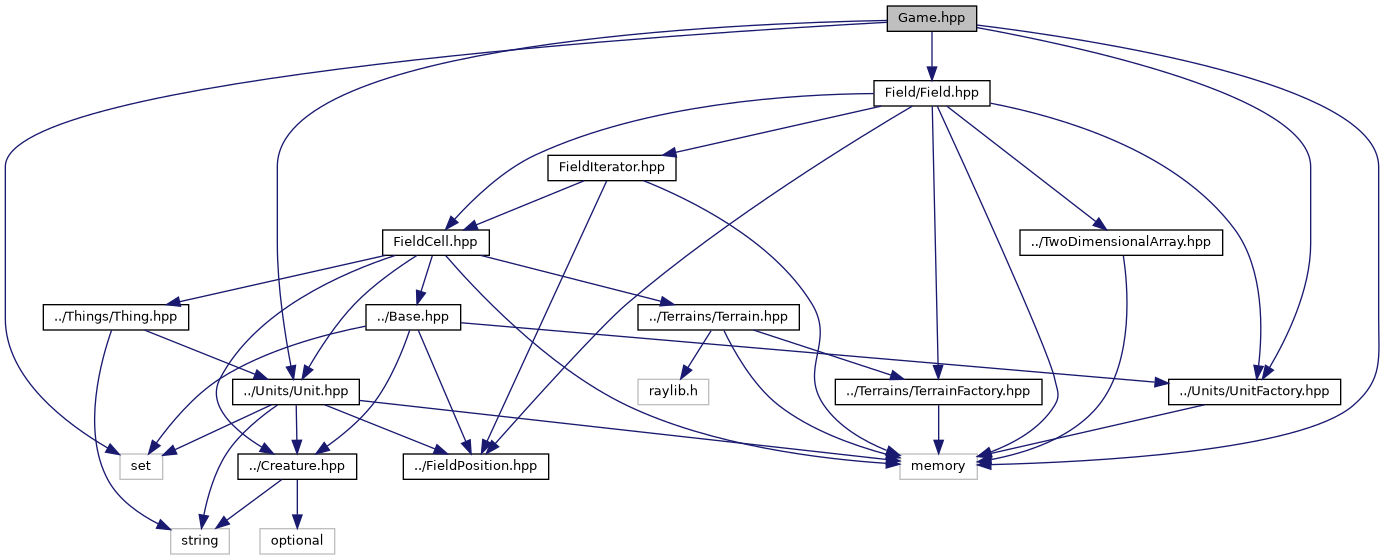 Game.hpp
Field/Field.hpp
FieldIterator.hpp
FieldCell.hpp
../TwoDimensionalArray.hpp
../Things/Thing.hpp
../Base.hpp
../Terrains/Terrain.hpp
../Units/Unit.hpp
raylib.h
../Terrains/TerrainFactory.hpp
../Units/UnitFactory.hpp
set
../Creature.hpp
../FieldPosition.hpp
memory
string
optional